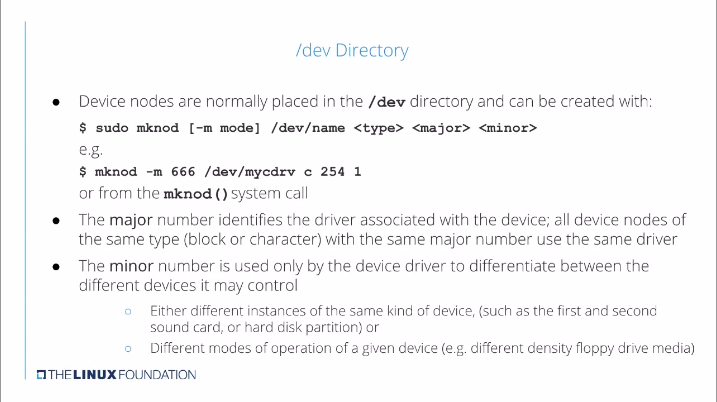 /dev Directory
● Device nodes are normally placed in the /dev directory and can be created with:
$ sudo mknod [-m mode] /dev/name <type> <major> <minor>
e.g.
$ mknod -m 666 /dev/mycdrv c 254 1
or from the mknod() system call
● The major number identifies the driver associated with the device; all device nodes of
the same type (block or character) with the same major number use the same driver
● The minor number is used only by the device driver to differentiate between the
different devices it may control
○ Either different instances of the same kind of device, (such as the first and second
sound card, or hard disk partition) or
○ Different modes of operation of a given device (e.g. different density floppy drive media)
THE LINUX FOUNDATION